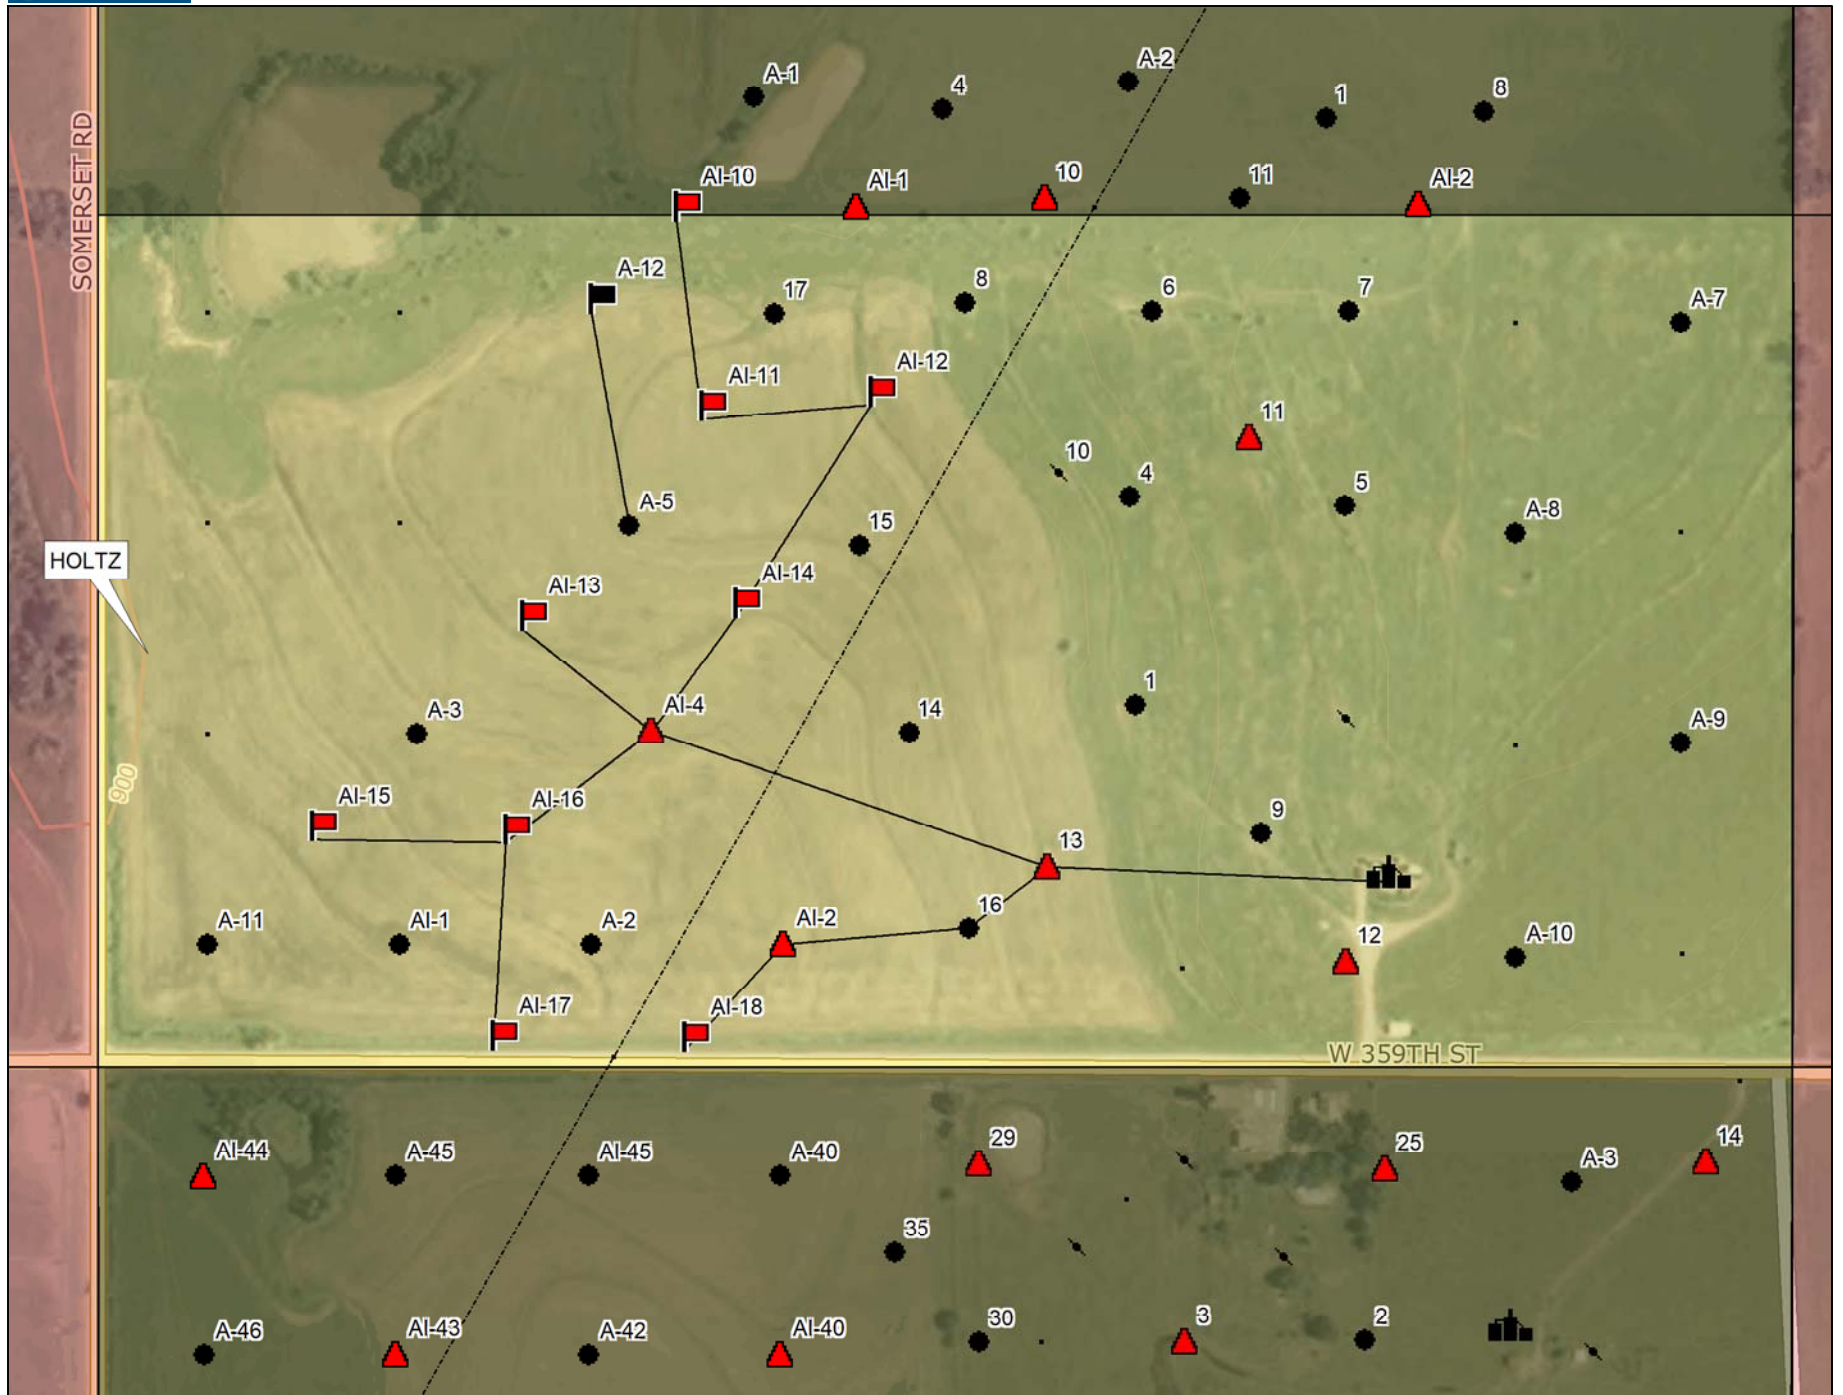 A-1
4
A-2
1
8
SOMERSET RD
AI-10
AI-1
10
11
AI-2
A-12
17
8
6
7
A-7
AI-11
AI-12
11
10
4
5
A-8
A-5
15
HOLTZ
AI-13
AI-14
A-3
AI-4
14
1
A-9
900
AI-15
AI-16
13
9
A-11
AI-1
A-2
AI-2
16
12
A-10
AI-17
AI-18
W 359TH ST
AI-44
A-45
AI-45
A-40
29
25
A-3
14
35
A-46
AI-43
A-42
AI-40
30
3
2